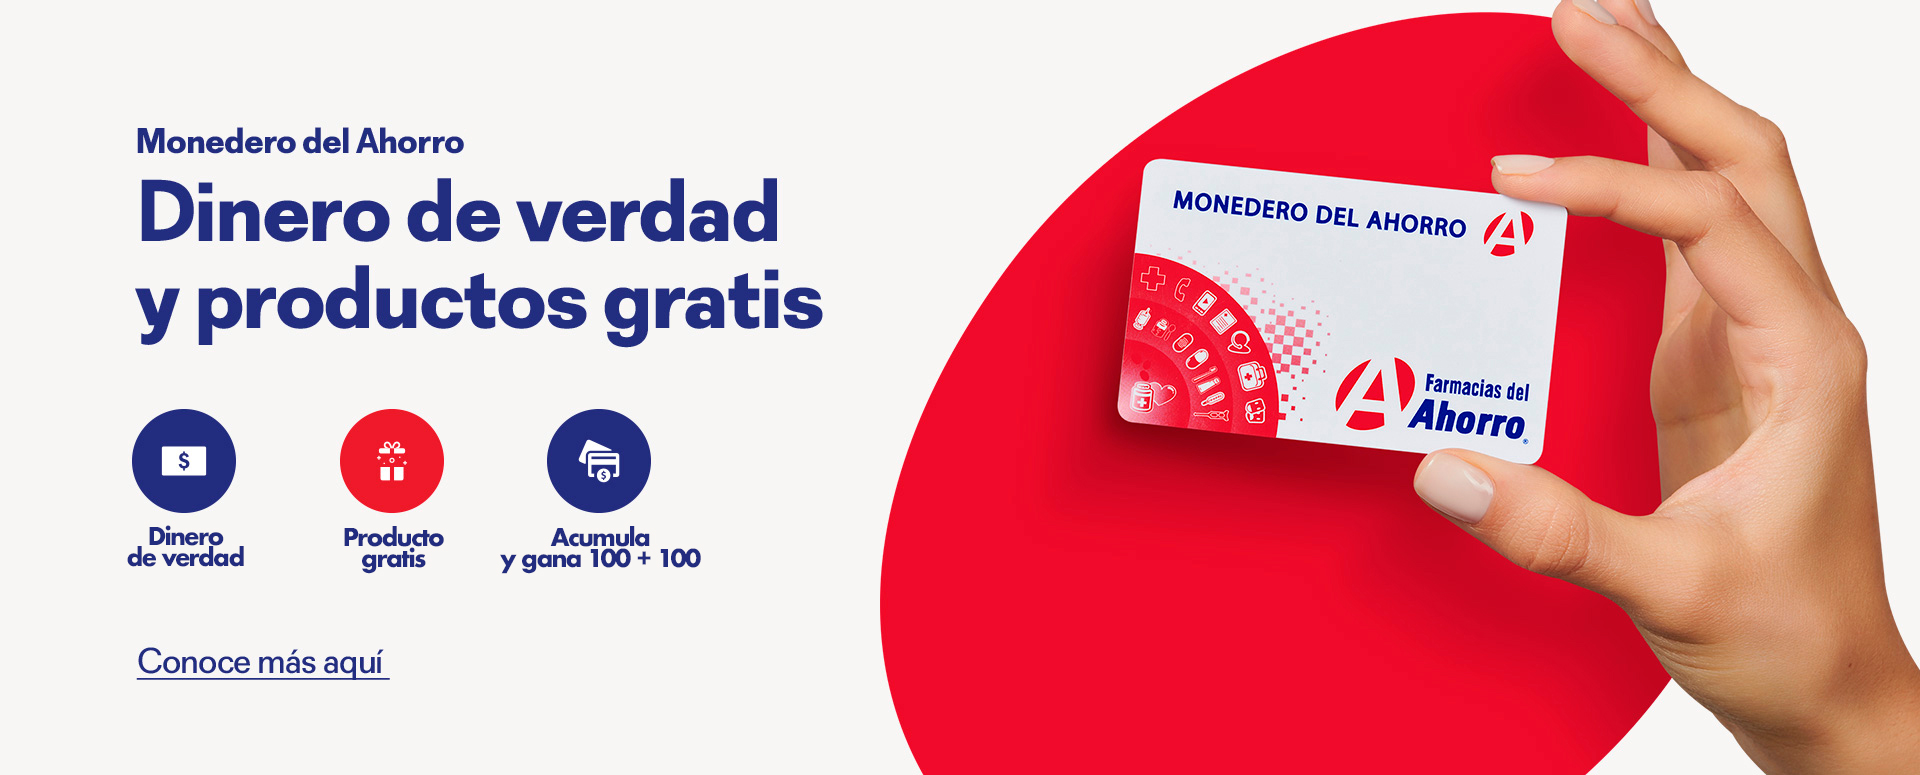 Monedero del Ahorro
Dinero de verdad
y productos gratis
$
Dinero
de verdad
Producto
gratis
$
Acumula
y gana 100 + 100
Conoce más aquí
MONEDERO DEL AHORRO
A
A
Farmacias del
Ahorro®